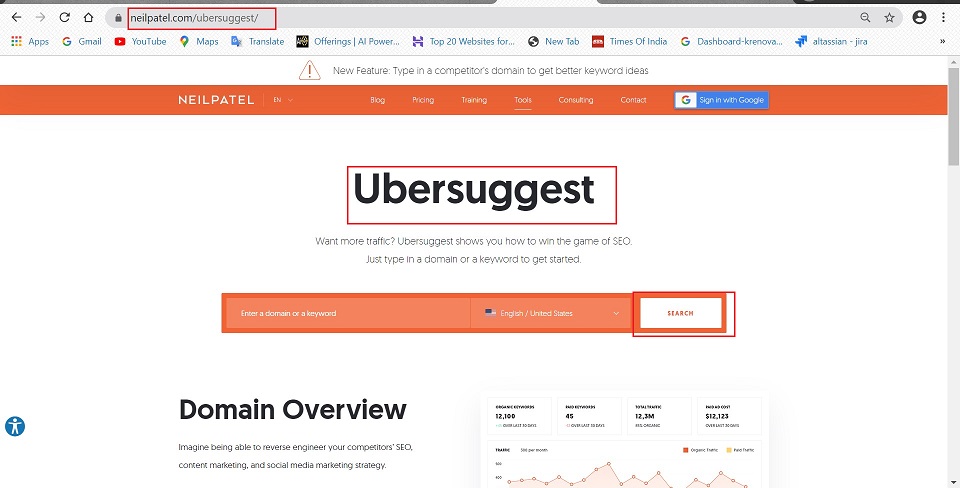 neilpatel.com/ubersuggest/
Apps Gmail YouTube Maps Translate Offerings | AI Power... Top 20 Websites for... New Tab Times Of India Dashboard-krenova... altassian - jira »
New Feature: Type in a competitor's domain to get better keyword ideas
NEILPATEL EN Blog Pricing Training Tools Consulting Contact Sign in with Google
Ubersuggest
Want more traffic? Ubersuggest shows you how to win the game of SEO.
Just type in a domain or a keyword to get started.
Enter a domain or a keyword English / United States SEARCH
Domain Overview
Imagine being able to reverse engineer your competitors' SEO,
content marketing, and social media marketing strategy.
ORGANIC KEYWORDS PAID KEYWORDS TOTAL TRAFFIC PAID AD COST
12,100 45 12,3M $12,123
OVER LAST 30 DAYS OVER LAST 30 DAYS 85% ORGANIC OVER LAST 30 DAYS
TRAFFIC 500 per month Organic Traffic Paid Traffic
500
400